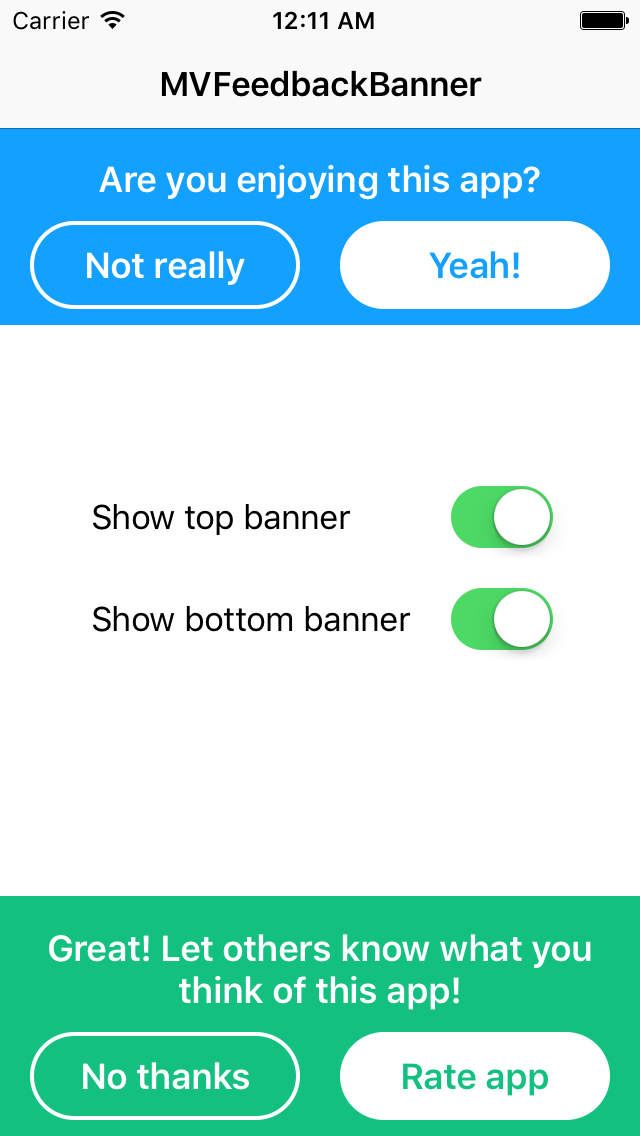 Carrier 12:11 AM
MVFeedbackBanner
Are you enjoying this app?
Not really Yeah!
Show top banner
Show bottom banner
Great! Let others know what you
think of this app!
No thanks Rate app